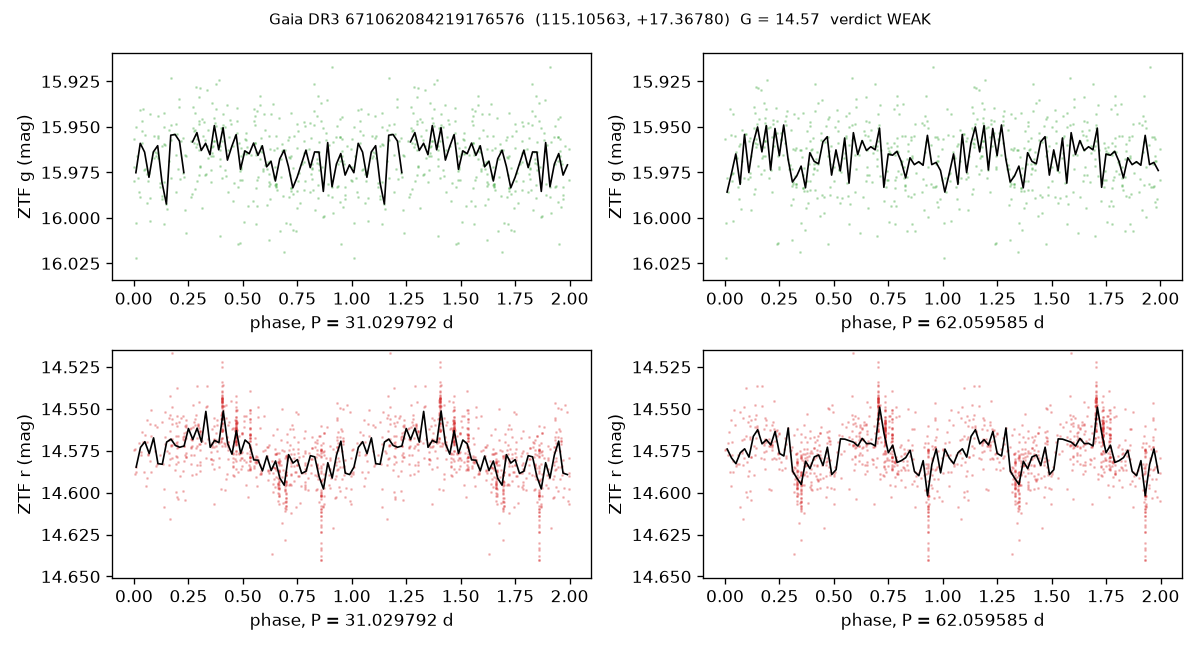 Gaia DR3 671062084219176576  (115.10563, +17.36780)  G = 14.57  verdict WEAK
ZTF g (mag)
15.925
15.950
15.975
16.000
16.025
0.00 0.25 0.50 0.75 1.00 1.25 1.50 1.75 2.00
phase, P = 31.029792 d
ZTF g (mag)
15.925
15.950
15.975
16.000
16.025
0.00 0.25 0.50 0.75 1.00 1.25 1.50 1.75 2.00
phase, P = 62.059585 d
ZTF r (mag)
14.525
14.550
14.575
14.600
14.625
14.650
0.00 0.25 0.50 0.75 1.00 1.25 1.50 1.75 2.00
phase, P = 31.029792 d
ZTF r (mag)
14.525
14.550
14.575
14.600
14.625
14.650
0.00 0.25 0.50 0.75 1.00 1.25 1.50 1.75 2.00
phase, P = 62.059585 d